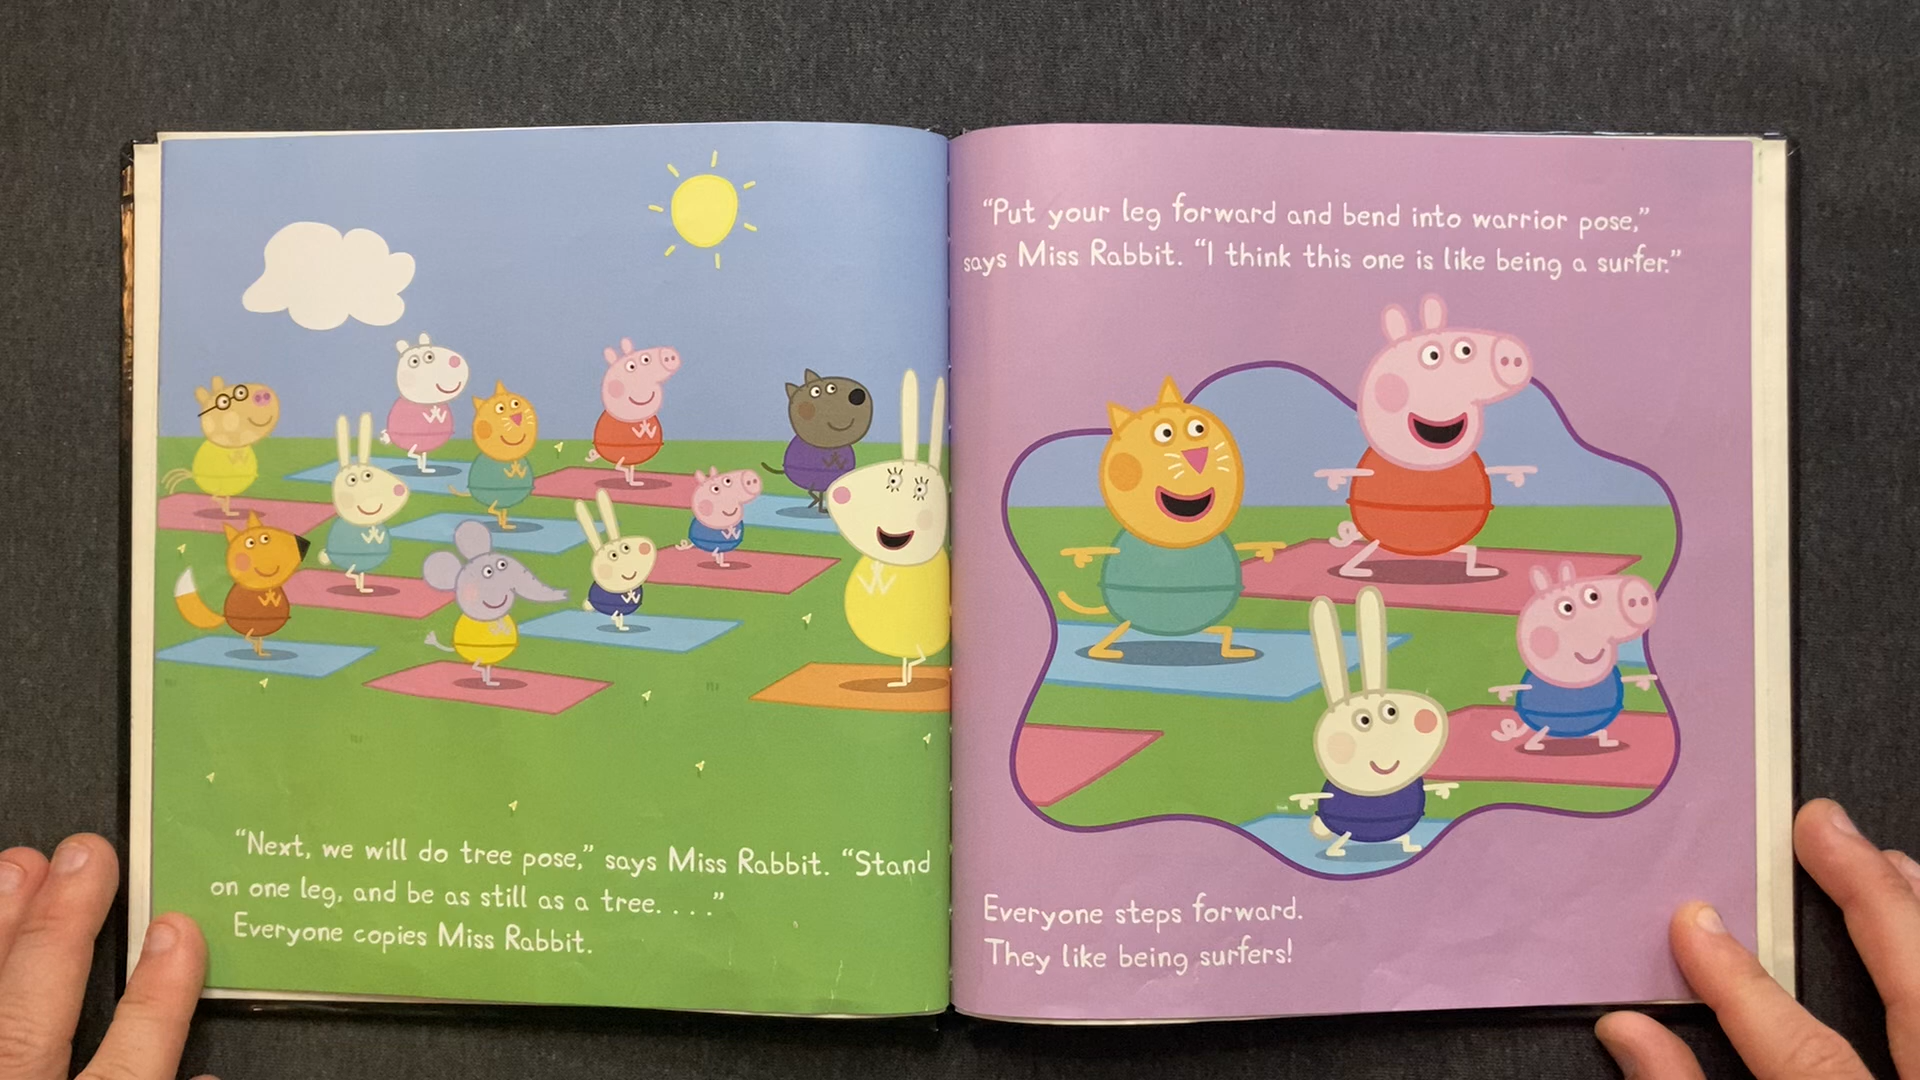 “Next, we will do tree pose,” says Miss Rabbit. “Stand
on one leg, and be as still as a tree. . . .”
Everyone copies Miss Rabbit.
“Put your leg forward and bend into warrior pose,”
says Miss Rabbit. “I think this one is like being a surfer.”
Everyone steps forward.
They like being surfers!